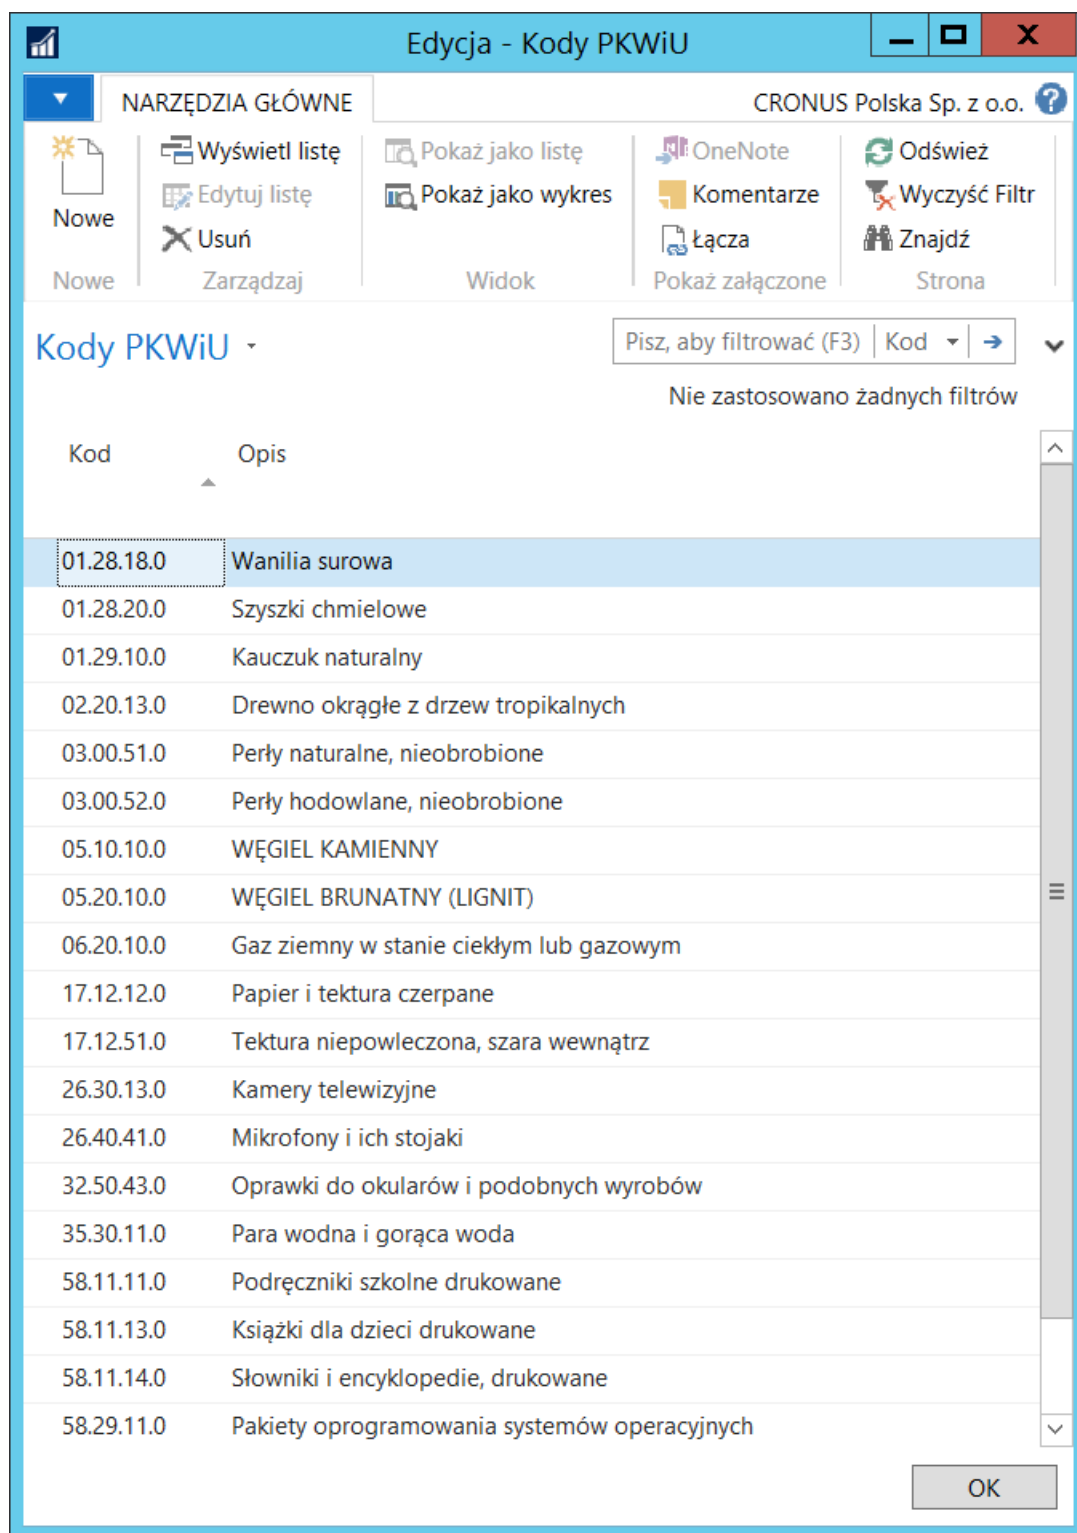 Edycja - Kody PKWiU
NARZĘDZIA GŁÓWNE
CRONUS Polska Sp. z o.o.
Nowe
Wyświetl listę
Edytuj listę
Usuń
Pokaż jako listę
Pokaż jako wykres
OneNote
Komentarze
Łącza
Odśwież
Wyczyść Filtr
Znajdź
Nowe
Zarządzaj
Widok
Pokaż załączone
Strona
Kody PKWiU
Pisz, aby filtrować (F3) Kod
Nie zastosowano żadnych filtrów
Kod Opis
01.28.18.0 Wanilia surowa
01.28.20.0 Szyszki chmielowe
01.29.10.0 Kauczuk naturalny
02.20.13.0 Drewno okrągłe z drzew tropikalnych
03.00.51.0 Perły naturalne, nieobrobione
03.00.52.0 Perły hodowlane, nieobrobione
05.10.10.0 WĘGIEL KAMIENNY
05.20.10.0 WĘGIEL BRUNATNY (LIGNIT)
06.20.10.0 Gaz ziemny w stanie ciekłym lub gazowym
17.12.12.0 Papier i tektura czerpane
17.12.51.0 Tektura niepowleczona, szara wewnątrz
26.30.13.0 Kamery telewizyjne
26.40.41.0 Mikrofony i ich stojaki
32.50.43.0 Oprawki do okularów i podobnych wyrobów
35.30.11.0 Para wodna i gorąca woda
58.11.11.0 Podręczniki szkolne drukowane
58.11.13.0 Książki dla dzieci drukowane
58.11.14.0 Słowniki i encyklopedie, drukowane
58.29.11.0 Pakiety oprogramowania systemów operacyjnych
OK